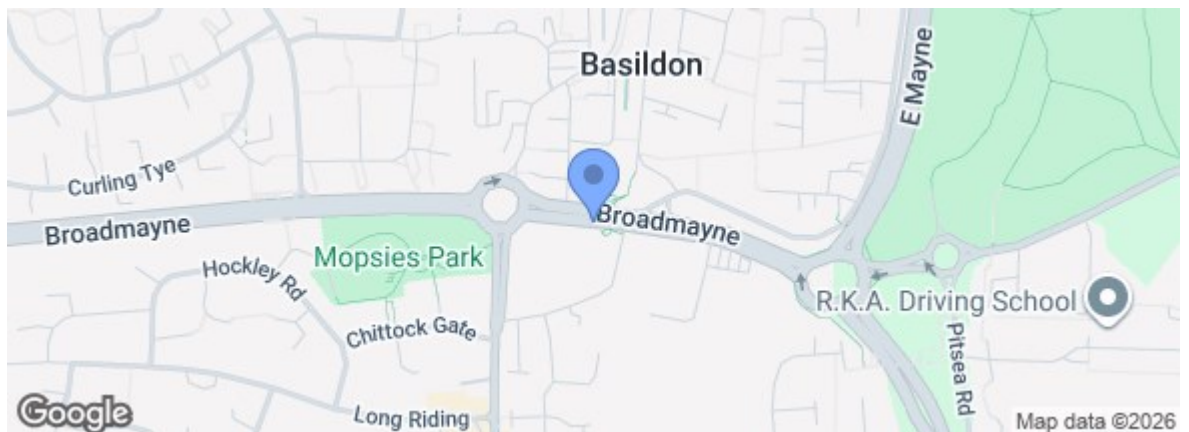 Basildon
E Mayne
Curling Tye
Broadmayne
Broadmayne
Mopsies Park
Hockley Rd
R.K.A. Driving School
Chittock Gate
Pitsea Rd
Long Riding
Google
Map data ©2026